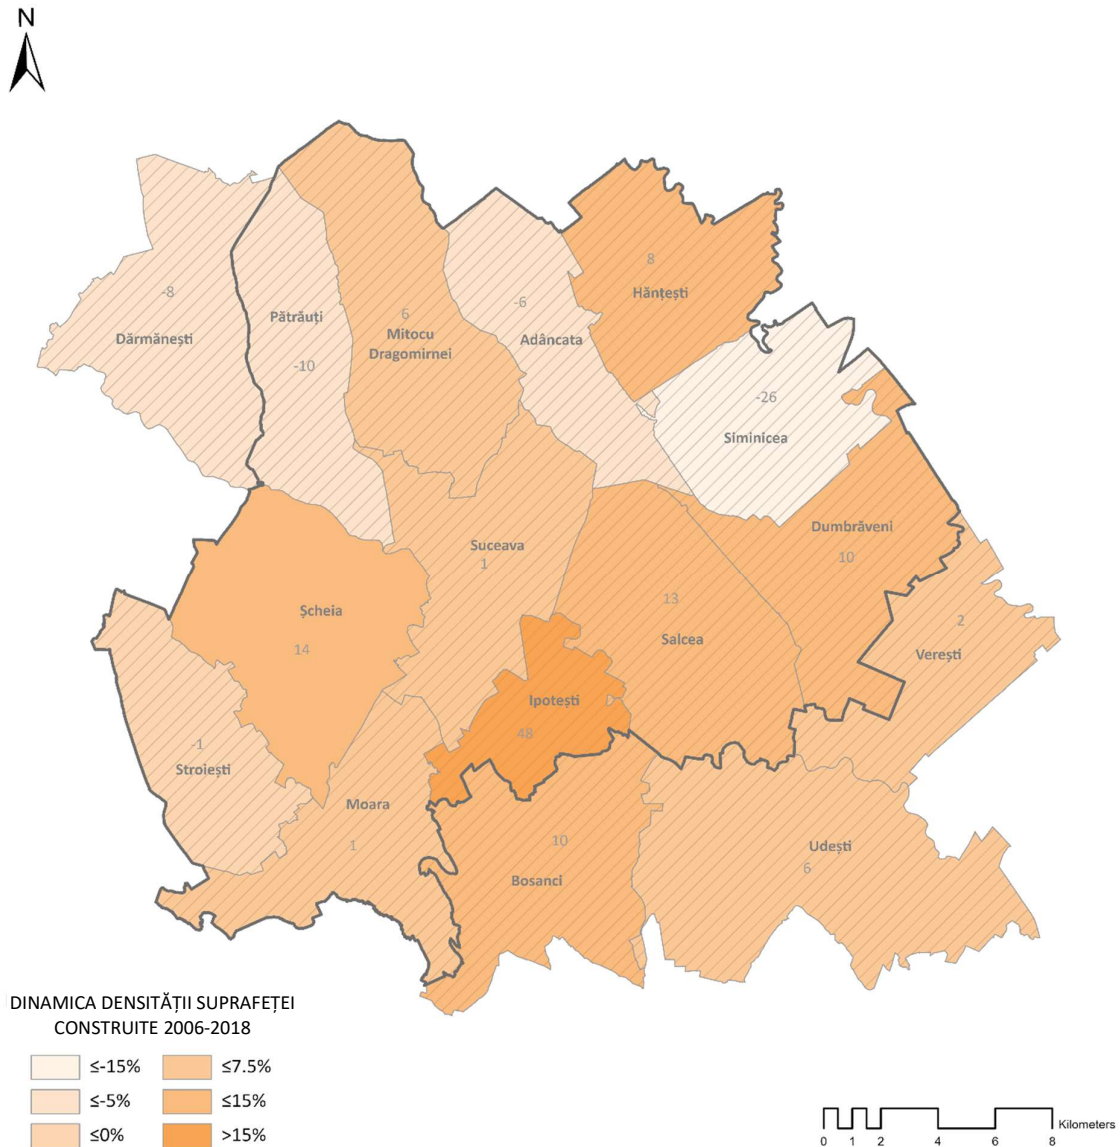 N
8
Hănțești
-8
Dărmănești
Pătrăuți
-10
6
Mitocu
Dragomirnei
-6
Adâncata
-26
Siminicea
Suceava
1
Dumbrăveni
10
Șcheia
14
13
Salcea
2
Verești
Ipotești
48
-1
Stroiești
Moara
1
10
Bosanci
Udești
6
DINAMICA DENSITĂȚII SUPRAFEȚEI
CONSTRUITE 2006-2018
≤-15%
≤7.5%
≤-5%
≤15%
≤0%
>15%
Kilometers
0 1 2 4 6 8